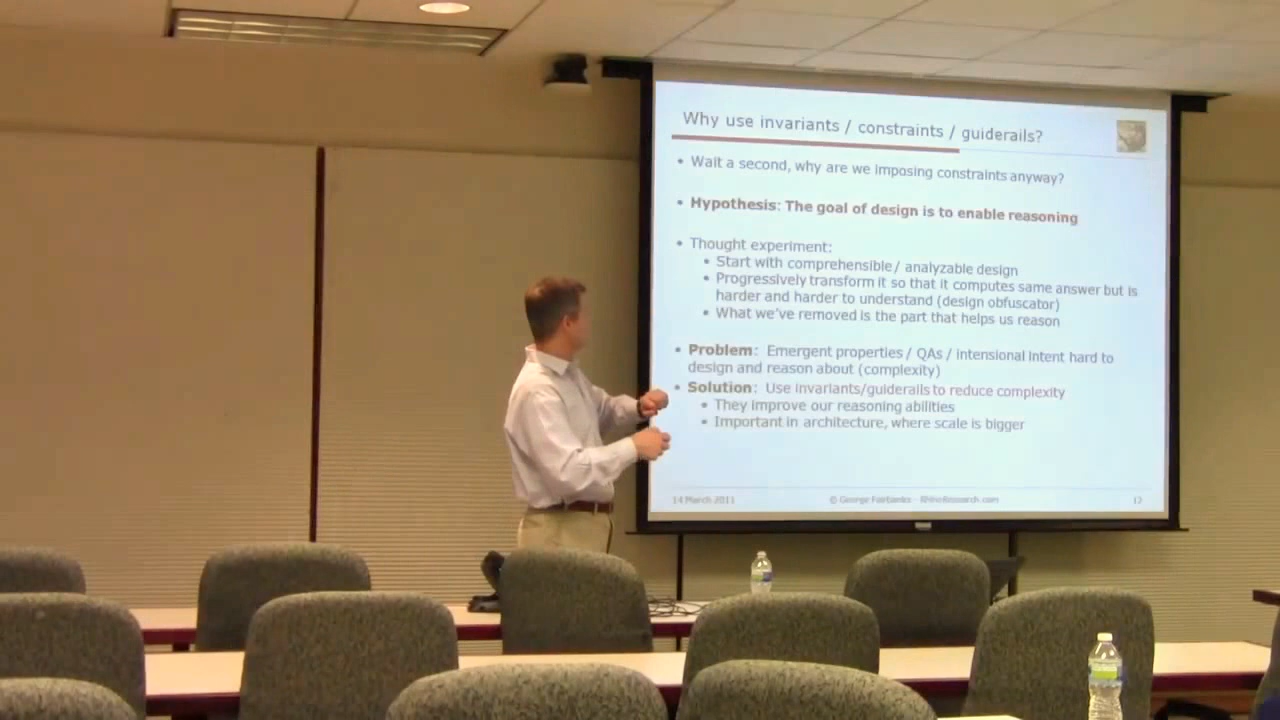 Why use invariants / constraints / guiderails?
• Wait a second, why are we imposing constraints anyway?
• Hypothesis: The goal of design is to enable reasoning
• Thought experiment:
• Start with comprehensible / analyzable design
• Progressively transform it so that it computes same answer but is
harder and harder to understand (design obfuscator)
• What we've removed is the part that helps us reason
• Problem: Emergent properties / QAs / intensional intent hard to
design and reason about (complexity)
• Solution: Use invariants/guiderails to reduce complexity
• They improve our reasoning abilities
• Important in architecture, where scale is bigger
14 March 2011
© George Fairbanks - RhinoResearch.com
12